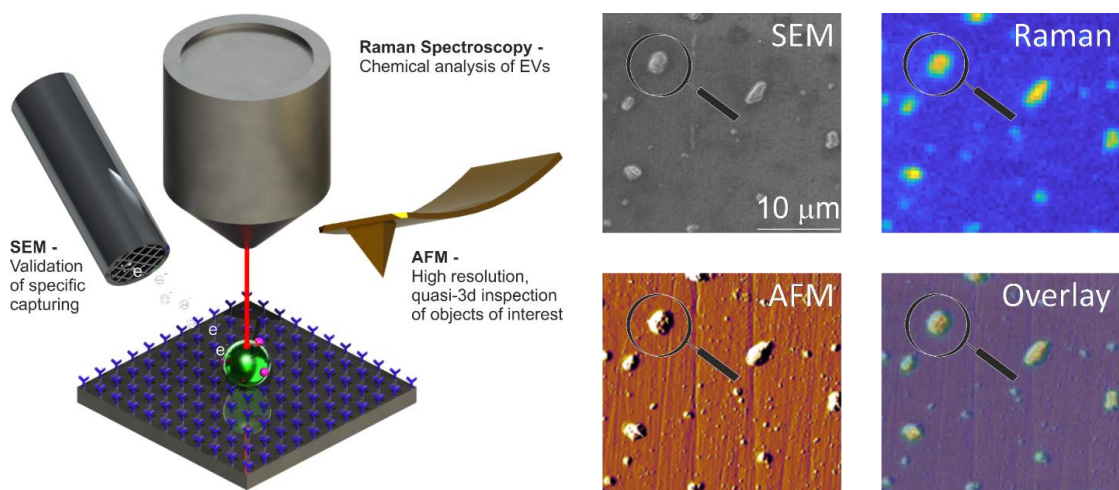 Raman Spectroscopy -
Chemical analysis of EVs
SEM -
Validation
of specific
capturing
e-
e-
e
e
AFM -
High resolution,
quasi-3d inspection
of objects of interest
SEM
10 μm
Raman
AFM
Overlay